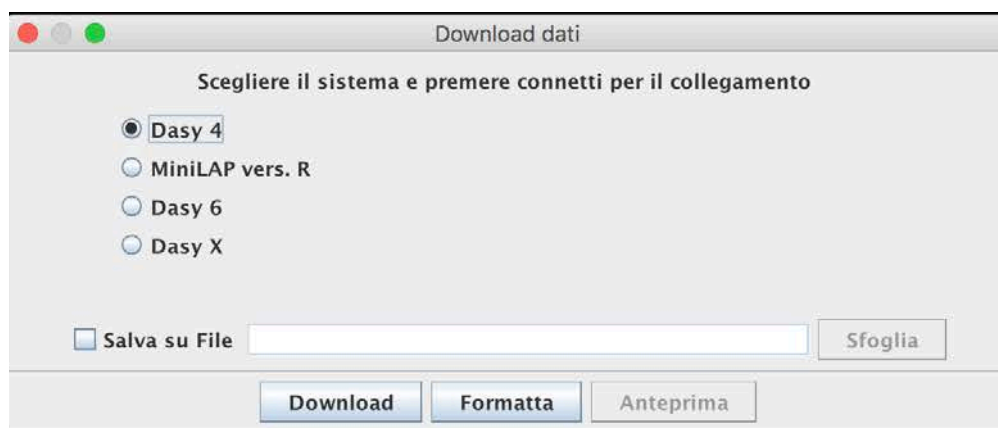 Download dati
Scegliere il sistema e premere connetti per il collegamento
Dasy 4
MiniLAP vers. R
Dasy 6
Dasy X
Salva su File Sfoglia
Download Formatta Anteprima